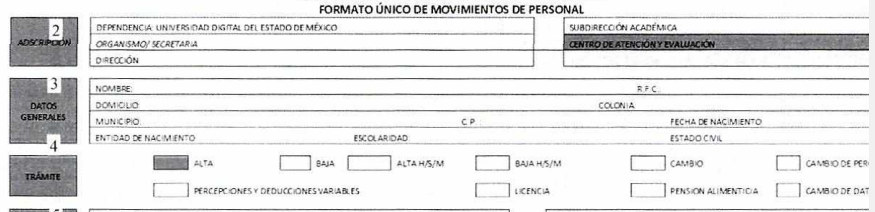 FORMATO ÚNICO DE MOVIMIENTOS DE PERSONAL
2
ADSCRIPCIÓN
DEPENDENCIA: UNIVERSIDAD DIGITAL DEL ESTADO DE MÉXICO
SUBDIRECCIÓN ACADÉMICA
ORGANISMO/ SECRETARIA
CENTRO DE ATENCIÓN Y EVALUACIÓN
DIRECCIÓN
3
DATOS GENERALES
NOMBRE: R.F.C.:
DOMICILIO: COLONIA:
MUNICIPIO: C.P. FECHA DE NACIMIENTO
ENTIDAD DE NACIMIENTO ESCOLARIDAD: ESTADO CIVIL
4
TRÁMITE
ALTA BAJA ALTA H/S/M BAJA H/S/M CAMBIO CAMBIO DE PER
PERCEPCIONES Y DEDUCCIONES VARIABLES LICENCIA PENSION ALIMENTICIA CAMBIO DE DAT